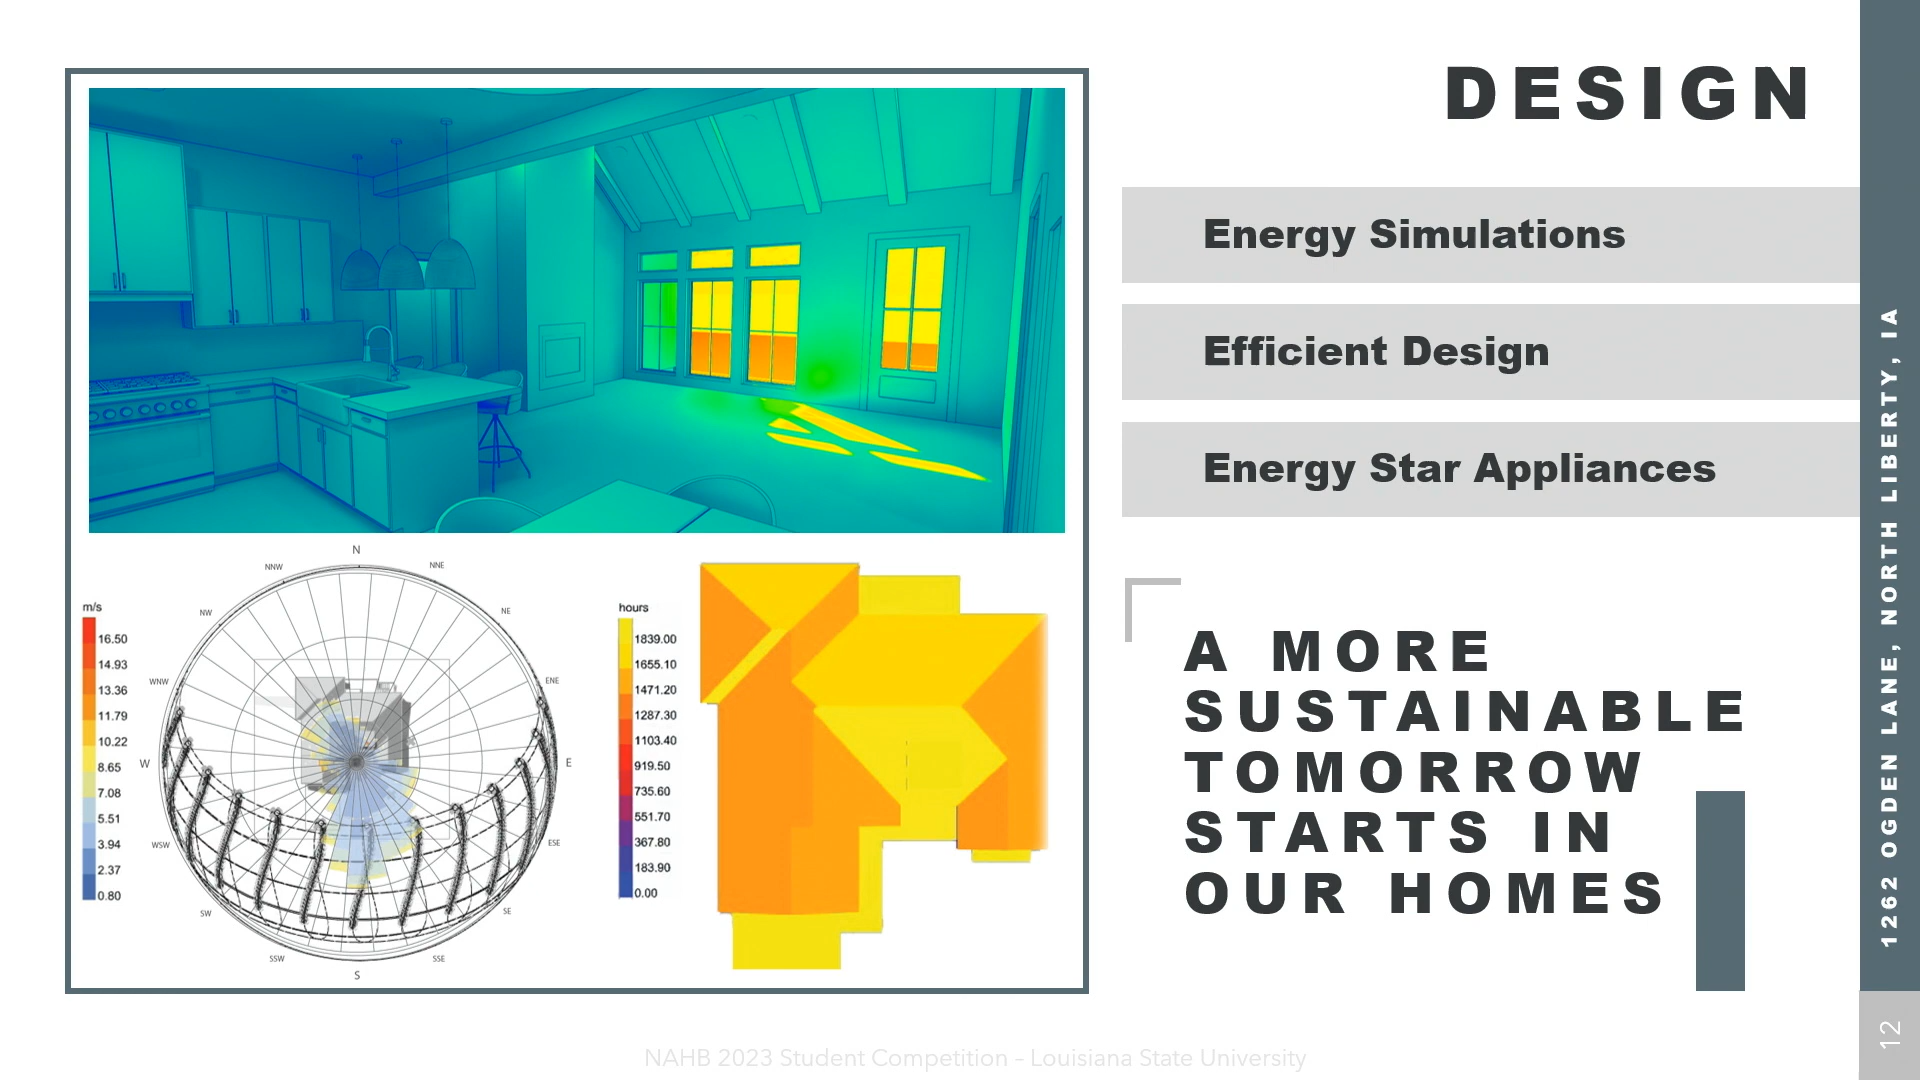 DESIGN
Energy Simulations
Efficient Design
Energy Star Appliances
A MORE
SUSTAINABLE
TOMORROW
STARTS IN
OUR HOMES
m/s
16.50
14.93
13.36
11.79
10.22
8.65
7.08
5.51
3.94
2.37
0.80
N
NNE
NE
ENE
E
ESE
SE
SSE
S
SSW
SW
WSW
W
WNW
NW
NNW
hours
1839.00
1655.10
1471.20
1287.30
1103.40
919.50
735.60
551.70
367.80
183.90
0.00
1262 OGDEN LANE, NORTH LIBERTY, IA
12
NAHB 2023 Student Competition – Louisiana State University